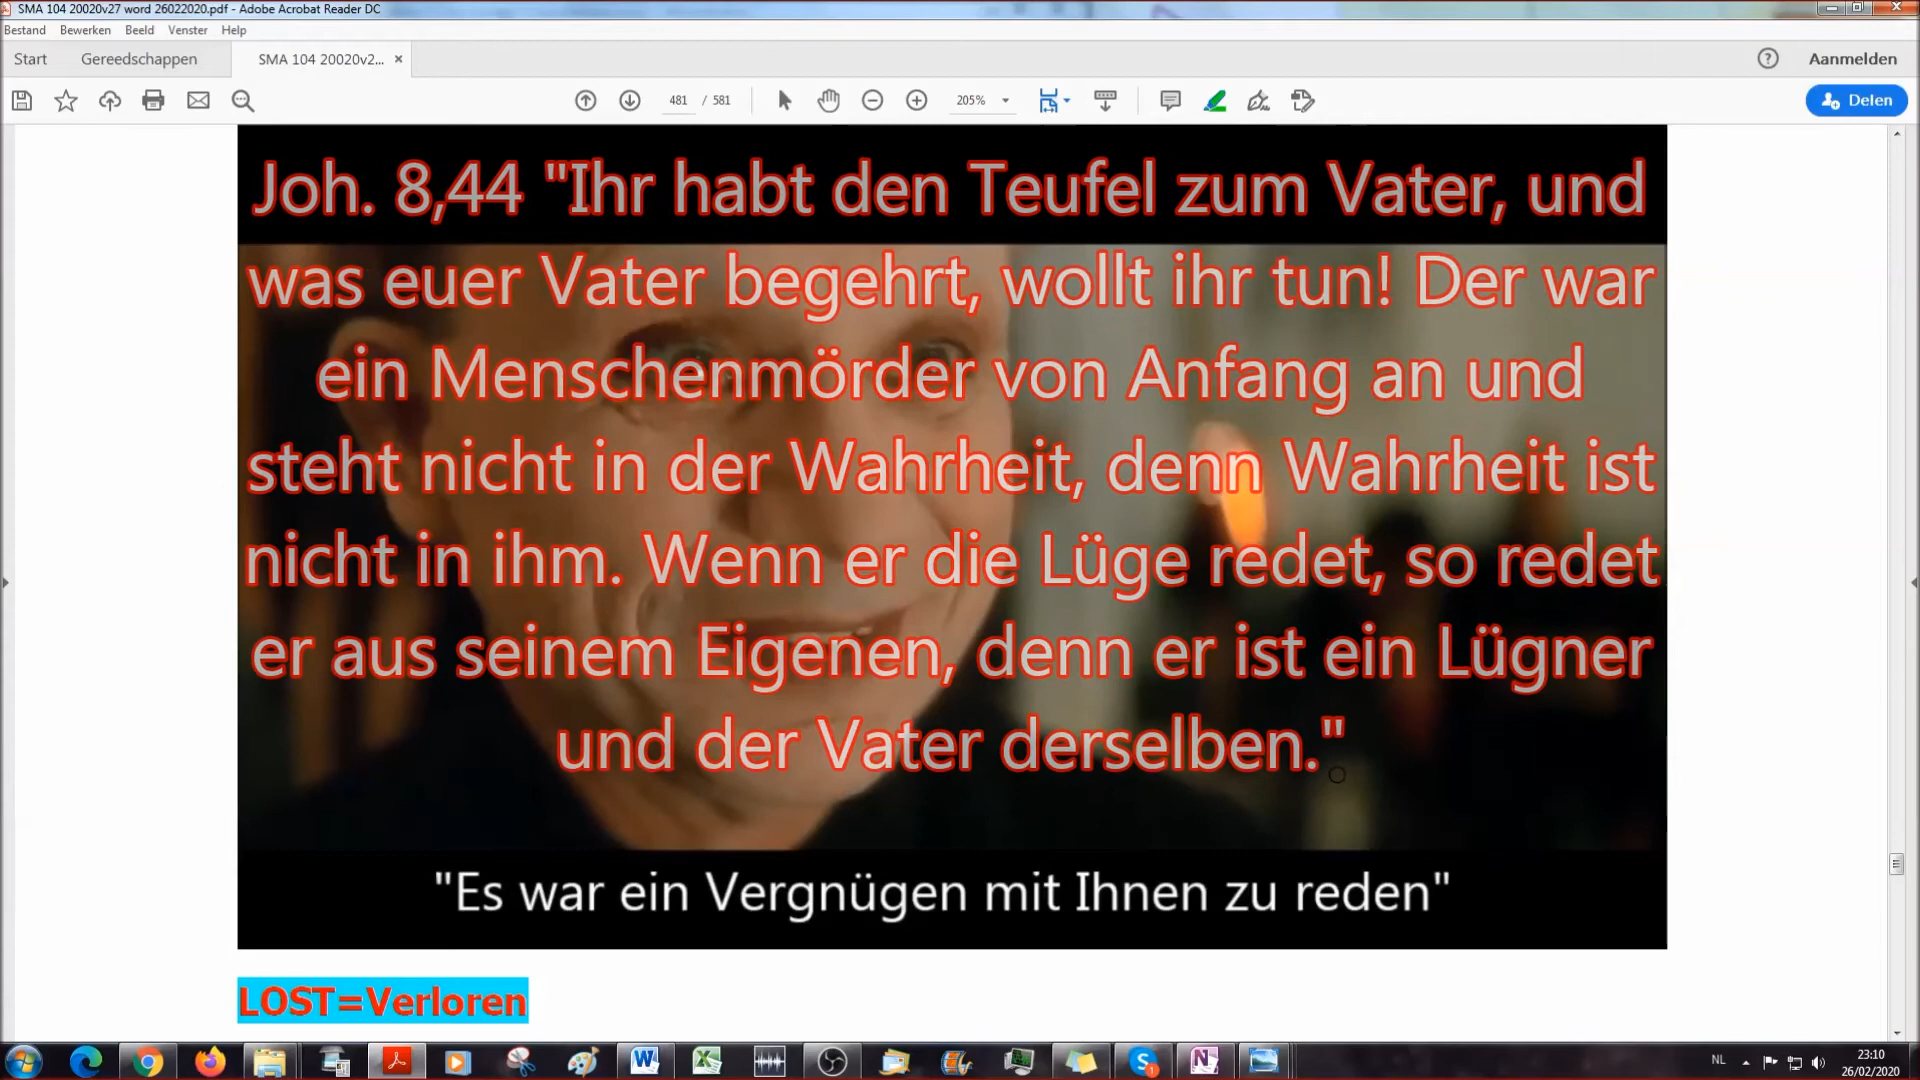 SMA 104 20020v27 word 26022020.pdf - Adobe Acrobat Reader DC
Bestand Bewerken Beeld Venster Help
Start Gereedschappen SMA 104 20020v2... × Aanmelden
481 / 581 205% Delen
Joh. 8,44 "Ihr habt den Teufel zum Vater, und
was euer Vater begehrt, wollt ihr tun! Der war
ein Menschenmörder von Anfang an und
steht nicht in der Wahrheit, denn Wahrheit ist
nicht in ihm. Wenn er die Lüge redet, so redet
er aus seinem Eigenen, denn er ist ein Lügner
und der Vater derselben."
"Es war ein Vergnügen mit Ihnen zu reden"
LOST=Verloren
NL 23:10
26/02/2020